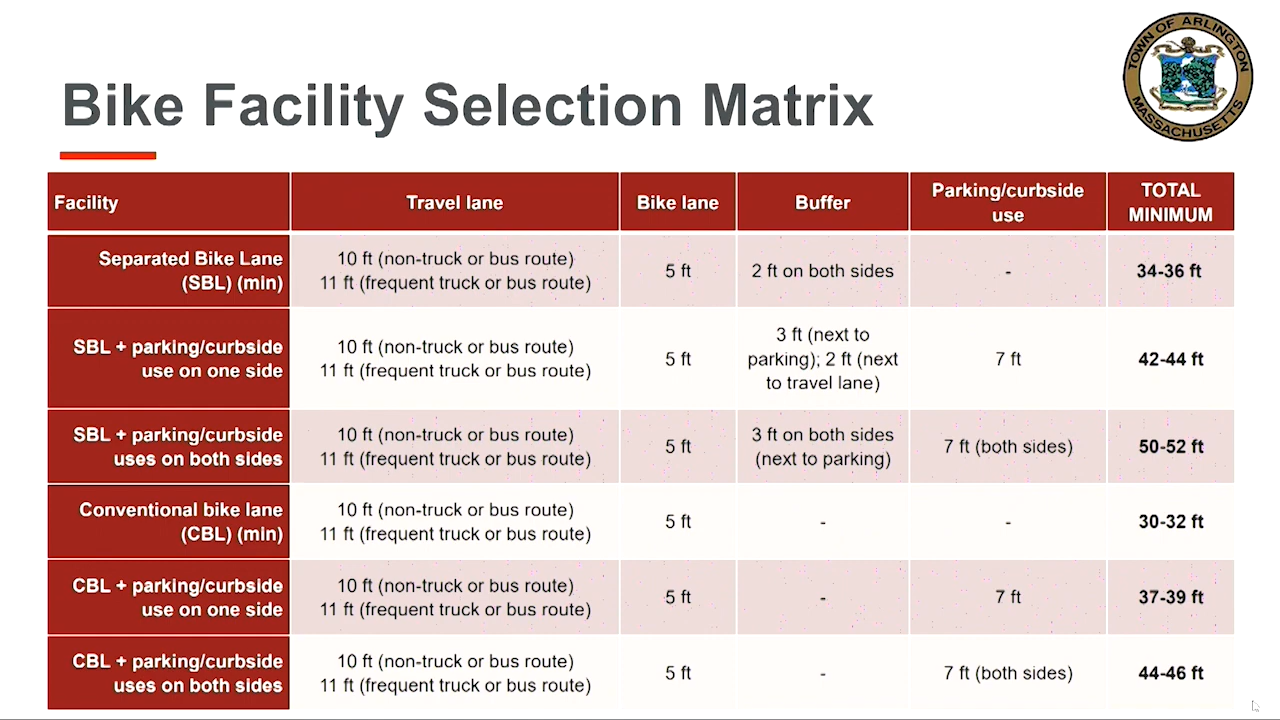 TOWN OF ARLINGTON
MASSACHUSETTS
Bike Facility Selection Matrix
Facility
Travel lane
Bike lane
Buffer
Parking/curbside
use
TOTAL
MINIMUM
Separated Bike Lane
(SBL) (min)
10 ft (non-truck or bus route)
11 ft (frequent truck or bus route)
5 ft
2 ft on both sides
-
34-36 ft
SBL + parking/curbside
use on one side
10 ft (non-truck or bus route)
11 ft (frequent truck or bus route)
5 ft
3 ft (next to
parking); 2 ft (next
to travel lane)
7 ft
42-44 ft
SBL + parking/curbside
uses on both sides
10 ft (non-truck or bus route)
11 ft (frequent truck or bus route)
5 ft
3 ft on both sides
(next to parking)
7 ft (both sides)
50-52 ft
Conventional bike lane
(CBL) (min)
10 ft (non-truck or bus route)
11 ft (frequent truck or bus route)
5 ft
-
-
30-32 ft
CBL + parking/curbside
use on one side
10 ft (non-truck or bus route)
11 ft (frequent truck or bus route)
5 ft
-
7 ft
37-39 ft
CBL + parking/curbside
uses on both sides
10 ft (non-truck or bus route)
11 ft (frequent truck or bus route)
5 ft
-
7 ft (both sides)
44-46 ft